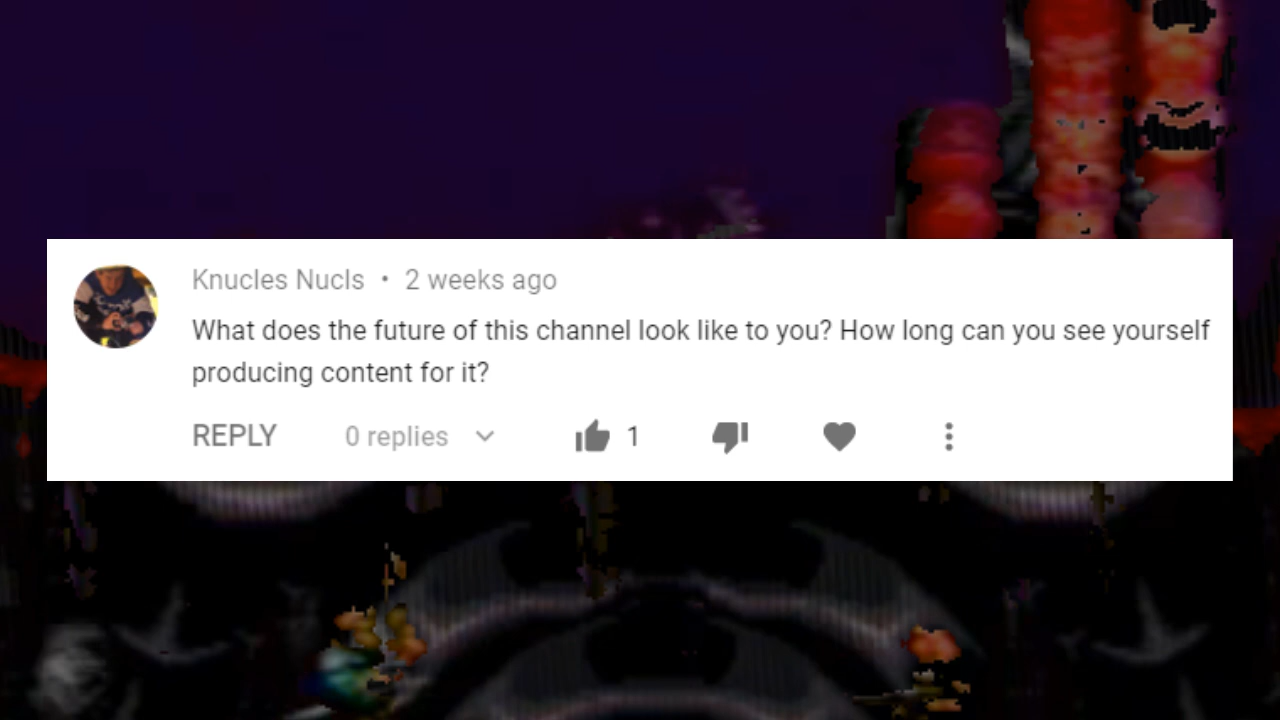 Knucles Nucls • 2 weeks ago
What does the future of this channel look like to you? How long can you see yourself
producing content for it?
REPLY 0 replies 1